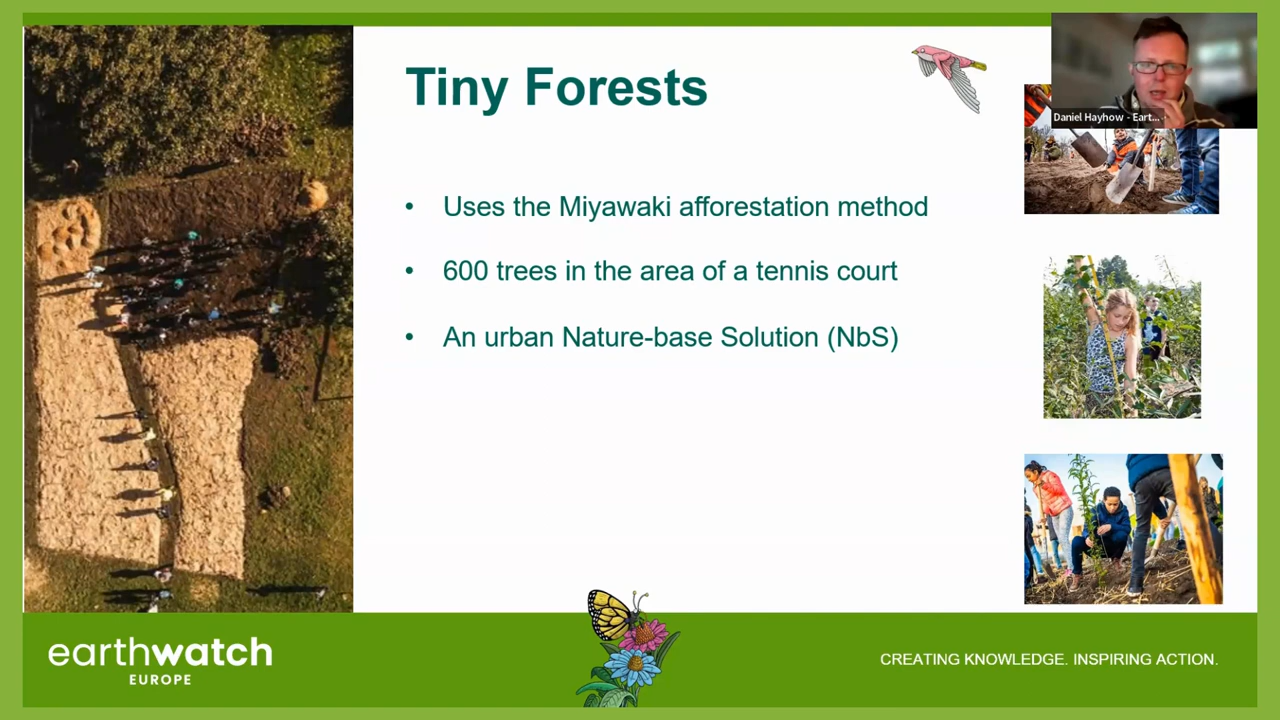 Tiny Forests
Daniel Hayhow - Eart...
• Uses the Miyawaki afforestation method
• 600 trees in the area of a tennis court
• An urban Nature-base Solution (NbS)
earthwatch
EUROPE
CREATING KNOWLEDGE. INSPIRING ACTION.